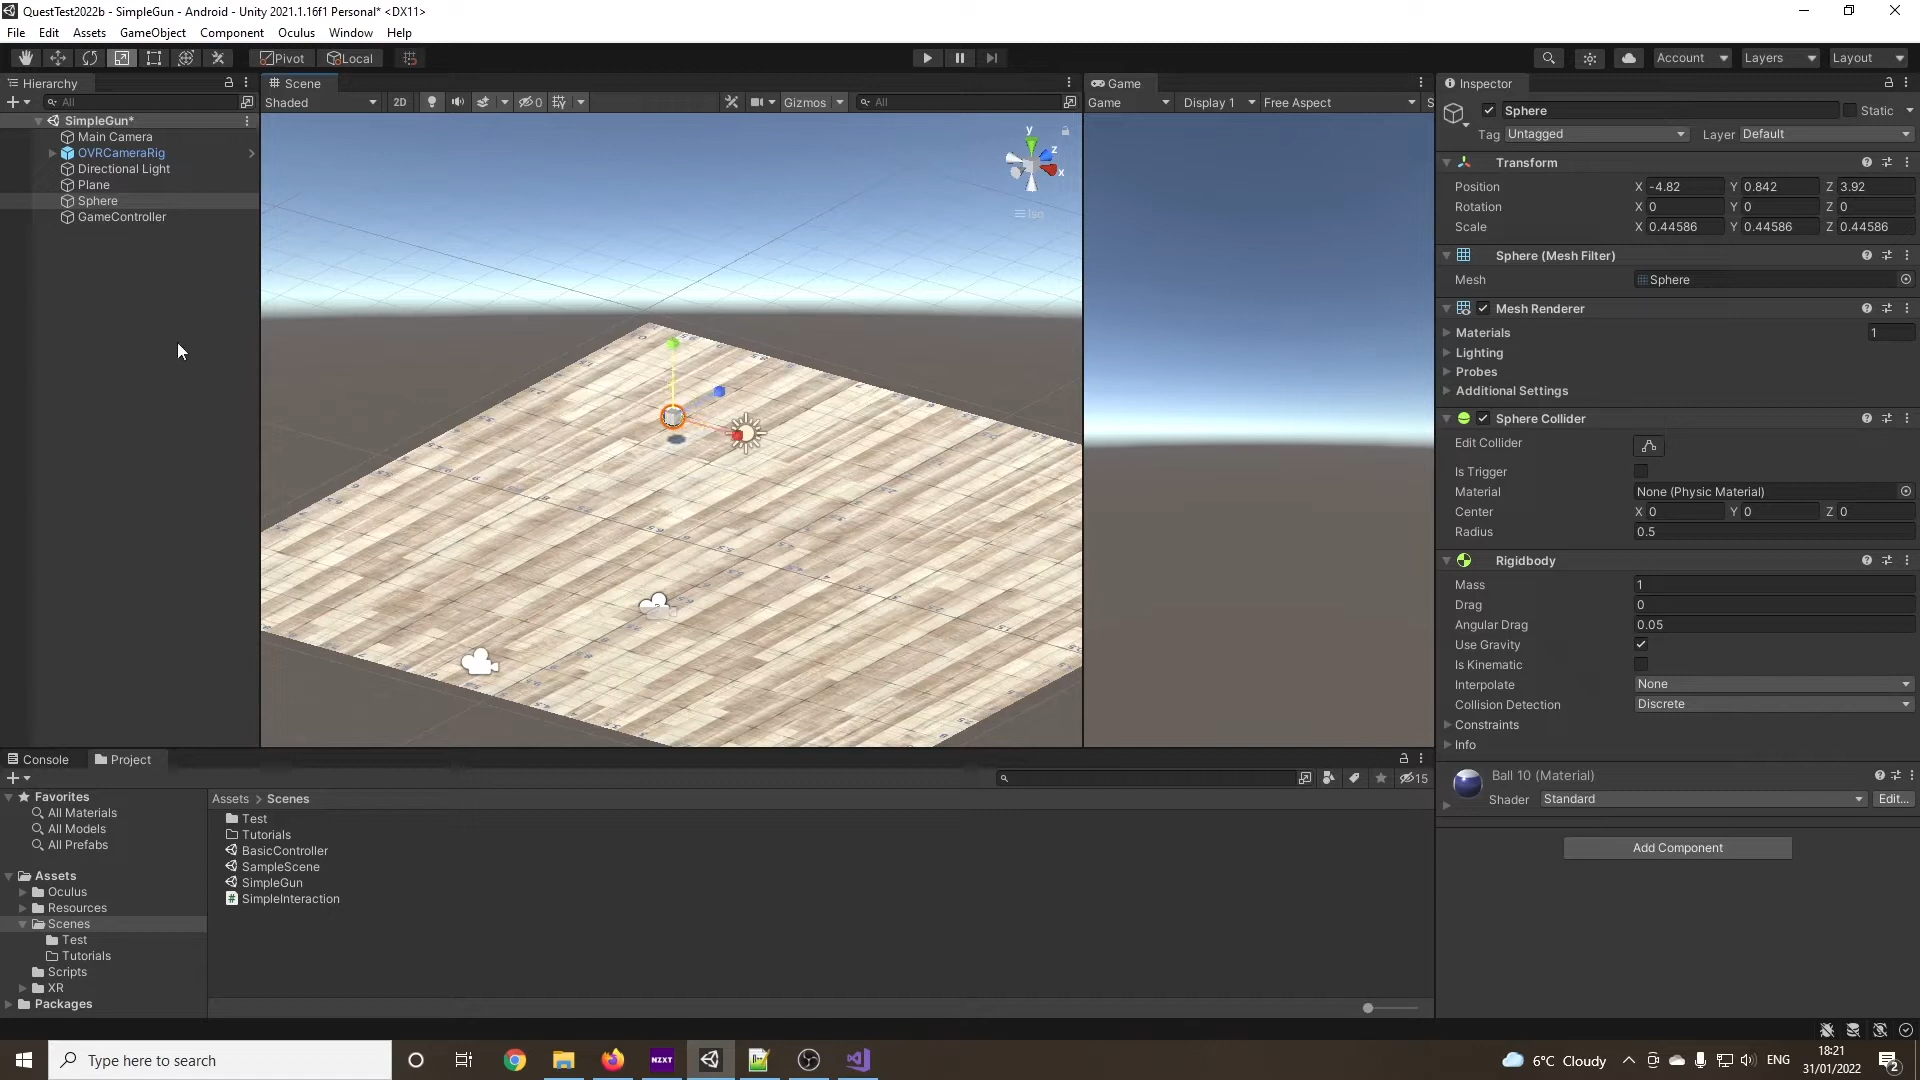 QuestTest2022b - SimpleGun - Android - Unity 2021.1.16f1 Personal* <DX11>
File Edit Assets GameObject Component Oculus Window Help
Pivot Local
Account Layers Layout
Hierarchy
All
SimpleGun*
Main Camera
OVRCameraRig
Directional Light
Plane
Sphere
GameController
Scene
Shaded 2D 0 Gizmos All
y
z
x
Iso
Game
Game Display 1 Free Aspect S
Inspector
Sphere Static
Tag Untagged Layer Default
Transform
Position X -4.82 Y 0.842 Z 3.92
Rotation X 0 Y 0 Z 0
Scale X 0.44586 Y 0.44586 Z 0.44586
Sphere (Mesh Filter)
Mesh Sphere
Mesh Renderer
Materials 1
Lighting
Probes
Additional Settings
Sphere Collider
Edit Collider
Is Trigger
Material None (Physic Material)
Center X 0 Y 0 Z 0
Radius 0.5
Rigidbody
Mass 1
Drag 0
Angular Drag 0.05
Use Gravity
Is Kinematic
Interpolate None
Collision Detection Discrete
Constraints
Info
Ball 10 (Material)
Shader Standard Edit...
Add Component
Console Project
15
Favorites
All Materials
All Models
All Prefabs
Assets
Oculus
Resources
Scenes
Test
Tutorials
Scripts
XR
Packages
Assets > Scenes
Test
Tutorials
BasicController
SampleScene
SimpleGun
SimpleInteraction
Type here to search
NZXT
6°C Cloudy
ENG
18:21
31/01/2022
2